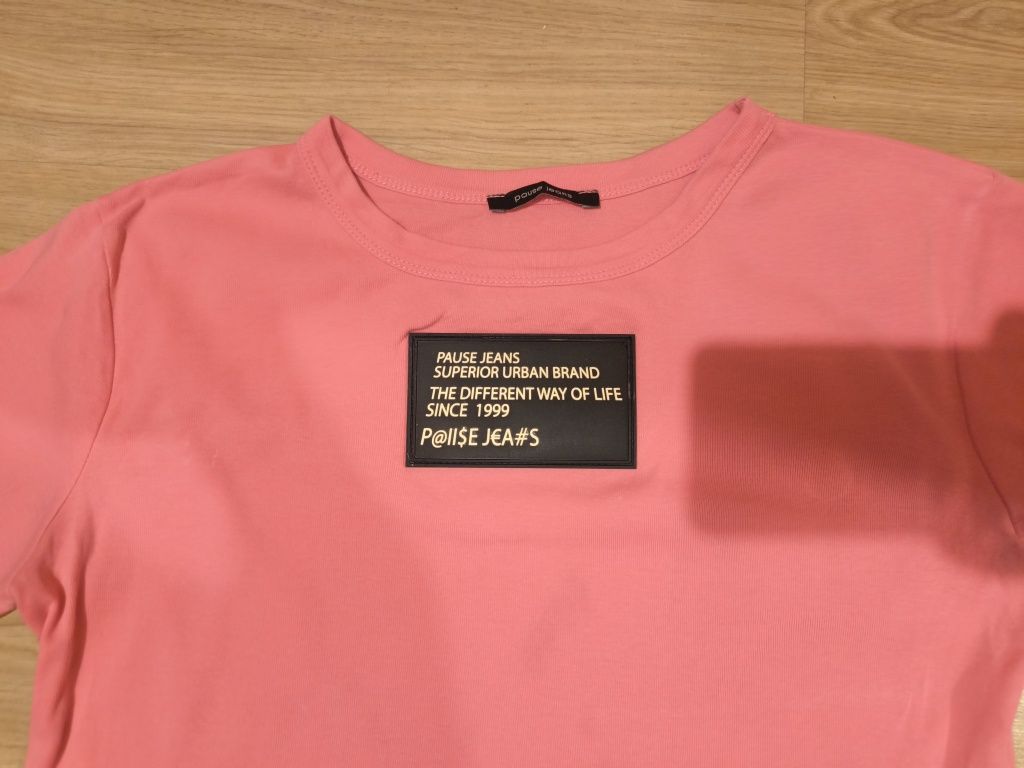 pause jeans
PAUSE JEANS
SUPERIOR URBAN BRAND
THE DIFFERENT WAY OF LIFE
SINCE 1999
P@II$E J€A#S